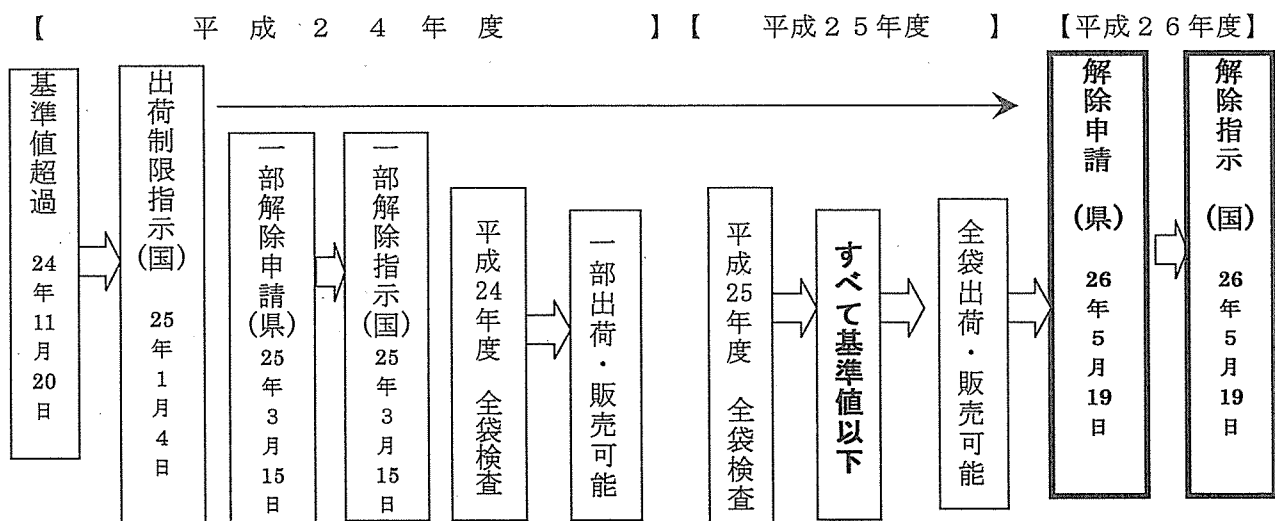 【 平成24年度 】【 平成25年度 】【平成26年度】
基準値超過 24年11月20日
出荷制限指示(国) 25年1月4日
一部解除申請(県)25年3月15日
一部解除指示(国)25年3月15日
平成24年度 全袋検査
一部出荷・販売可能
平成25年度 全袋検査
すべて基準値以下
全袋出荷・販売可能
解除申請(県) 26年5月19日
解除指示(国) 26年5月19日